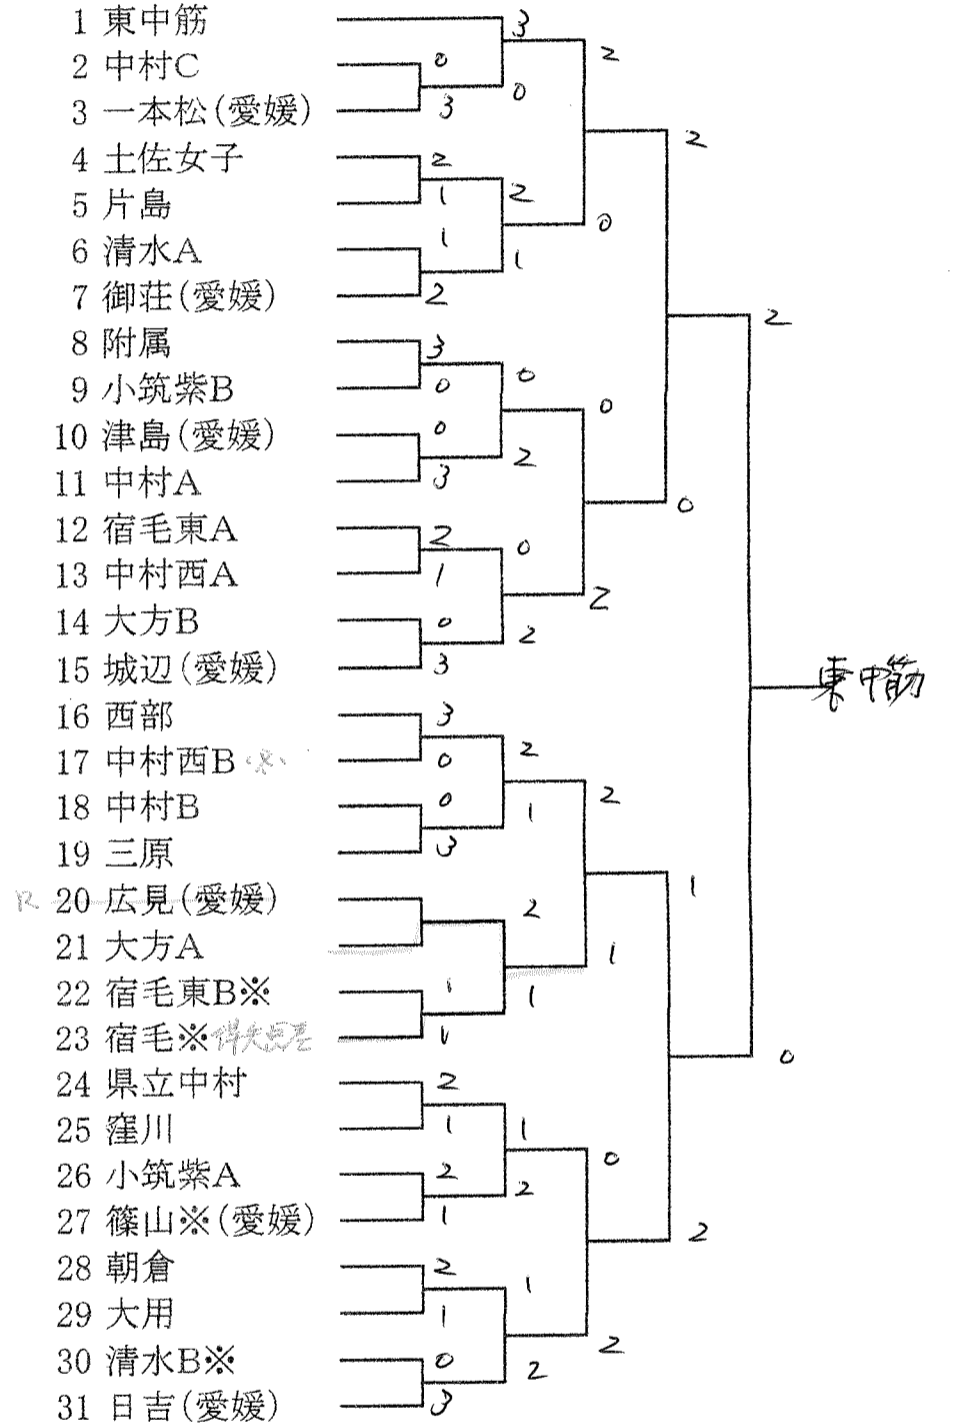 1 東中筋 3
2 中村C 0 2
3 一本松(愛媛) 3 0
4 土佐女子 2 2
5 片島 1 2
6 清水A 1 0
7 御荘(愛媛) 2 1
8 附属 3 2
9 小筑紫B 0 0
10 津島(愛媛) 0 0
11 中村A 3 2
12 宿毛東A 2 0
13 中村西A 1 0
14 大方B 0 2
15 城辺(愛媛) 3 2
東中筋
16 西部 3
17 中村西B 0 2
18 中村B 0 1 2
19 三原 3
20 広見(愛媛) 2 1
21 大方A 1
22 宿毛東B※ 1 1
23 宿毛※ 得失点差 1 0
24 県立中村 2
25 窪川 1 1 0
26 小筑紫A 2 2
27 篠山※(愛媛) 1 2
28 朝倉 2 1
29 大用 1 2
30 清水B※ 0 2
31 日吉(愛媛) 3